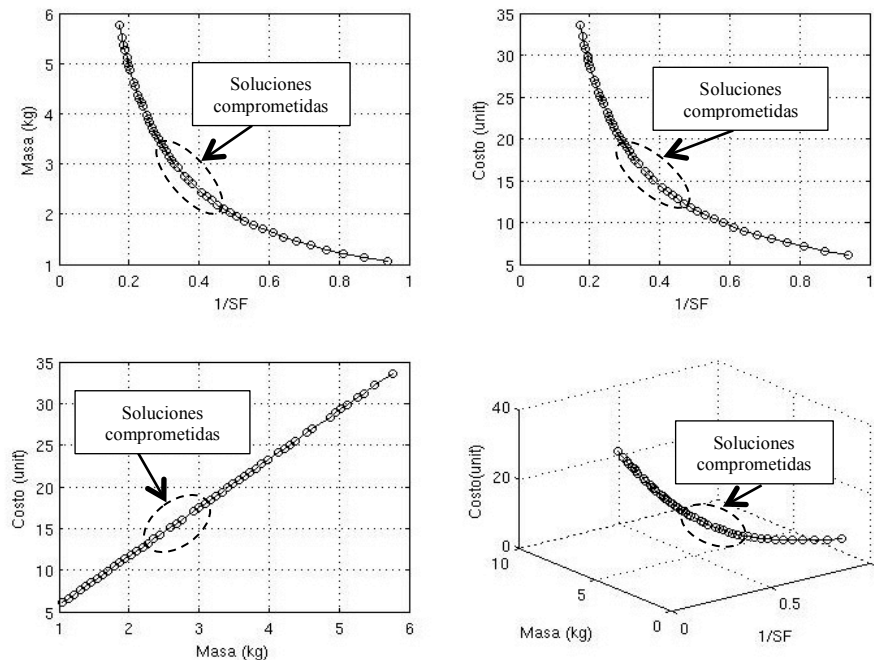 6
5
4
3
2
1
Masa (kg)
0
0.2
0.4
0.6
0.8
1
1/SF
Soluciones
comprometidas
35
30
25
20
15
10
5
Costo (unit)
0
0.2
0.4
0.6
0.8
1
1/SF
Soluciones
comprometidas
35
30
25
20
15
10
5
Costo (unit)
1
2
3
4
5
6
Masa (kg)
Soluciones
comprometidas
40
20
0
Costo(unit)
10
5
0
Masa (kg)
0
0.5
1/SF
Soluciones
comprometidas